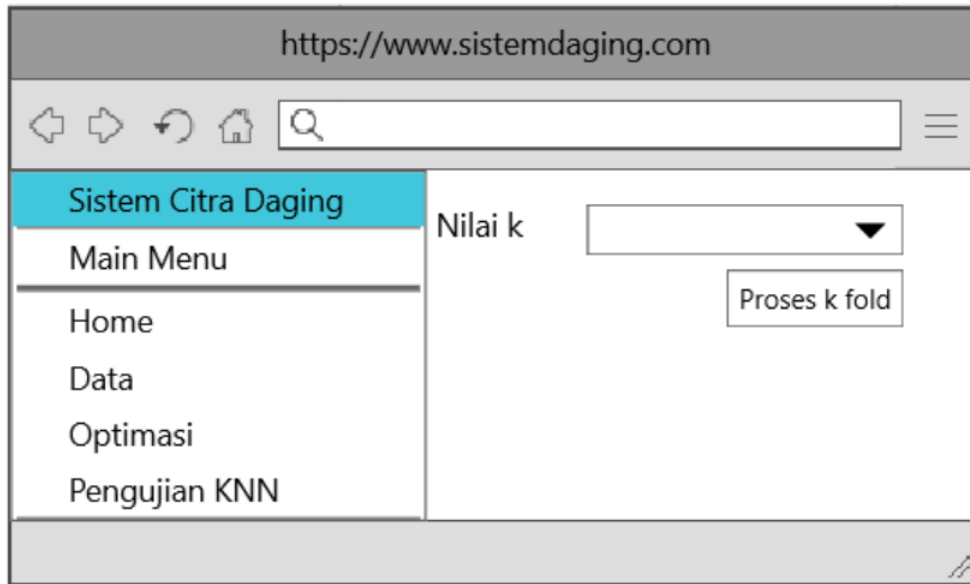 https://www.sistemdaging.com
Sistem Citra Daging
Main Menu
Home
Data
Optimasi
Pengujian KNN
Nilai k
Proses k fold